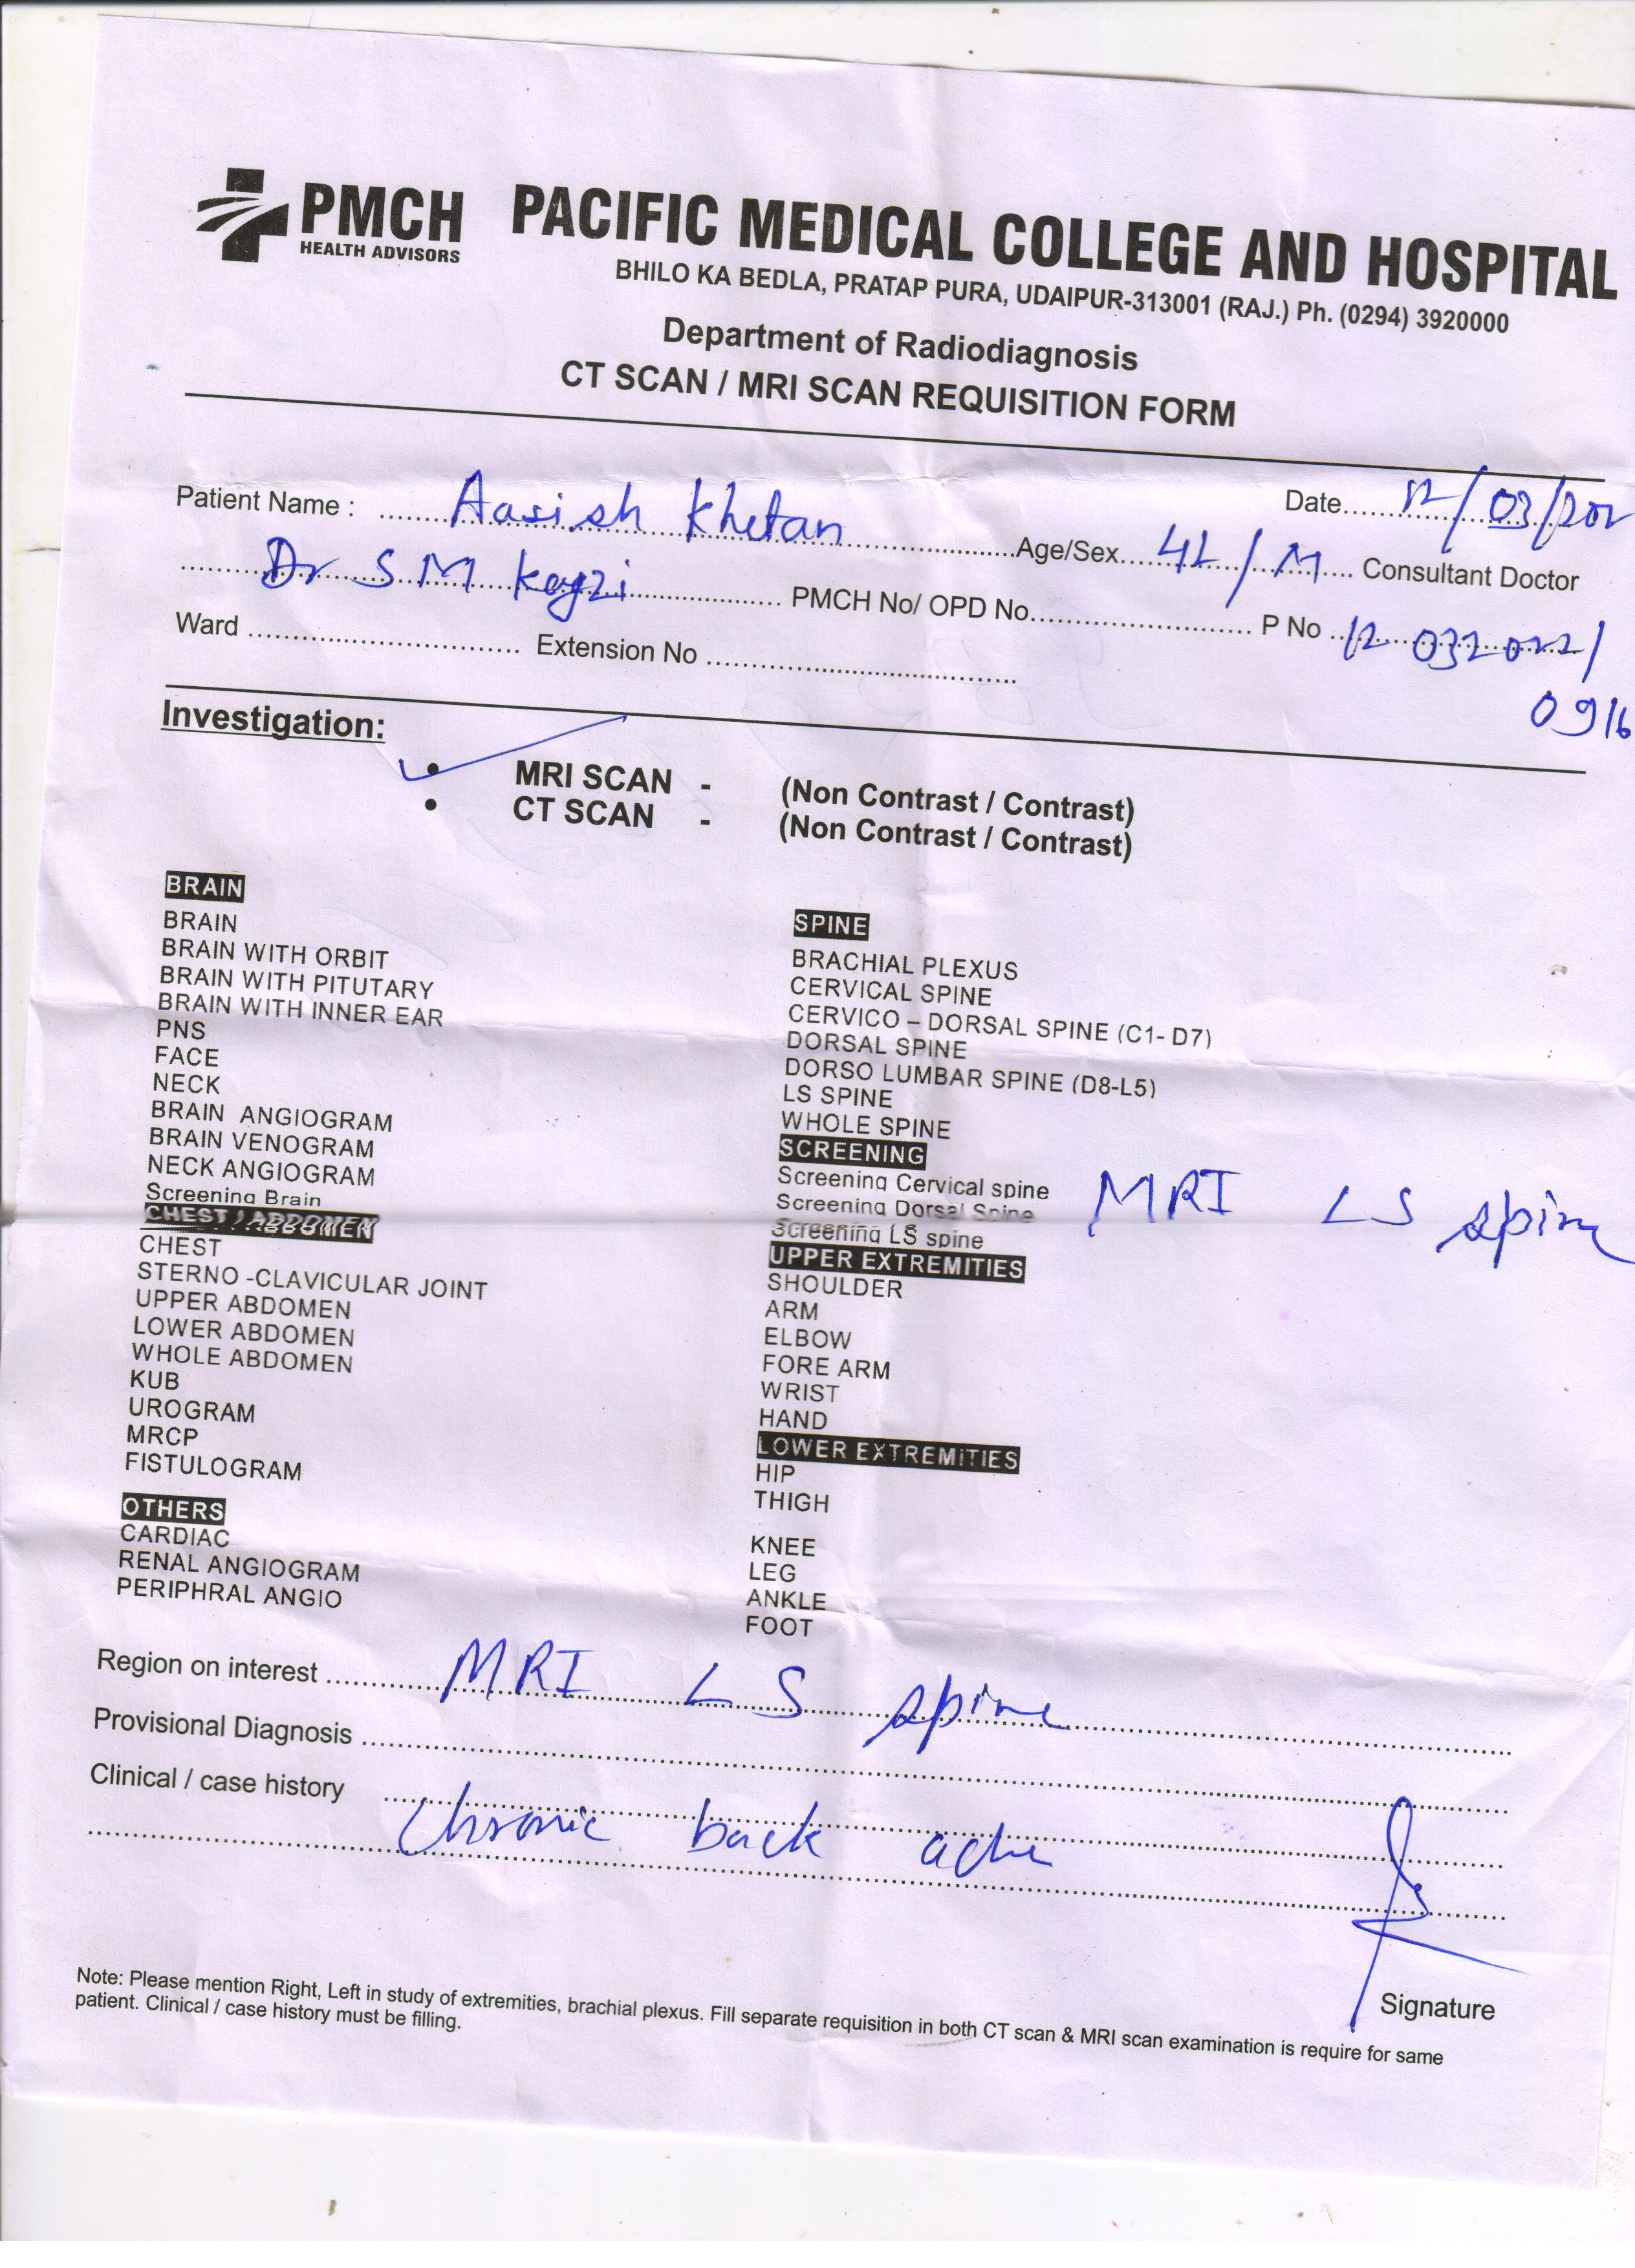 PMCH
HEALTH ADVISORS
PACIFIC MEDICAL COLLEGE AND HOSPITAL
BHILO KA BEDLA, PRATAP PURA, UDAIPUR-313001 (RAJ.) Ph. (0294) 3920000
Department of Radiodiagnosis
CT SCAN / MRI SCAN REQUISITION FORM
Patient Name : Aasish Khetan Date 12/03/202
Age/Sex 42/M Consultant Doctor
Dr S M Kagzi PMCH No/ OPD No P No 12 032022/
0916
Ward Extension No
Investigation:
• MRI SCAN - (Non Contrast / Contrast)
• CT SCAN - (Non Contrast / Contrast)
BRAIN
BRAIN
BRAIN WITH ORBIT
BRAIN WITH PITUTARY
BRAIN WITH INNER EAR
PNS
FACE
NECK
BRAIN ANGIOGRAM
BRAIN VENOGRAM
NECK ANGIOGRAM
Screening Brain
CHEST / ABDOMEN
CHEST
STERNO -CLAVICULAR JOINT
UPPER ABDOMEN
LOWER ABDOMEN
WHOLE ABDOMEN
KUB
UROGRAM
MRCP
FISTULOGRAM
OTHERS
CARDIAC
RENAL ANGIOGRAM
PERIPHRAL ANGIO
SPINE
BRACHIAL PLEXUS
CERVICAL SPINE
CERVICO – DORSAL SPINE (C1- D7)
DORSAL SPINE
DORSO LUMBAR SPINE (D8-L5)
LS SPINE
WHOLE SPINE
SCREENING
Screening Cervical spine
Screening Dorsal Spine
Screening LS spine
MRI LS spine
UPPER EXTREMITIES
SHOULDER
ARM
ELBOW
FORE ARM
WRIST
HAND
LOWER EXTREMITIES
HIP
THIGH
KNEE
LEG
ANKLE
FOOT
Region on interest MRI LS spine
Provisional Diagnosis
Clinical / case history
Chronic back ache
Signature
Note: Please mention Right, Left in study of extremities, brachial plexus. Fill separate requisition in both CT scan & MRI scan examination is require for same
patient. Clinical / case history must be filling.